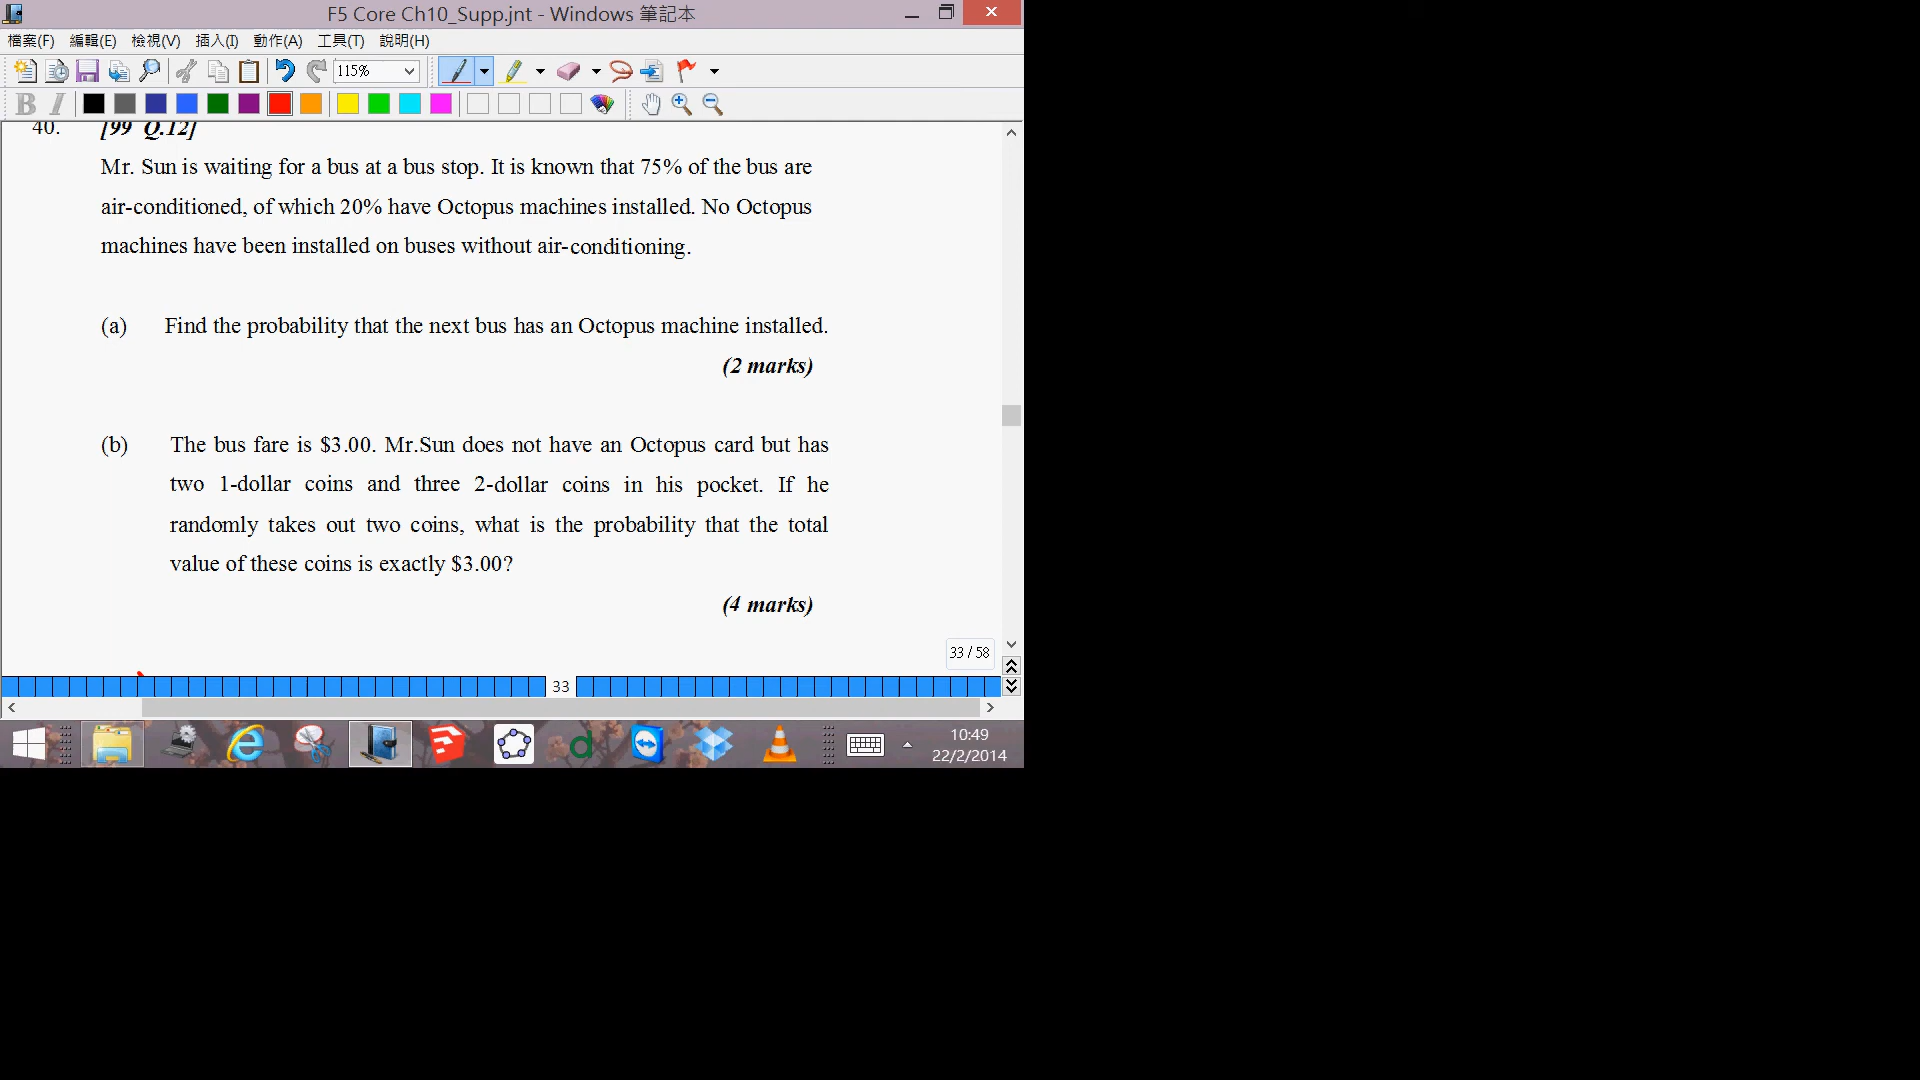 F5 Core Ch10_Supp.jnt - Windows 筆記本
檔案(F) 編輯(E) 檢視(V) 插入(I) 動作(A) 工具(T) 說明(H)
115%
B I
40. [99 Q.12]
Mr. Sun is waiting for a bus at a bus stop. It is known that 75% of the bus are
air-conditioned, of which 20% have Octopus machines installed. No Octopus
machines have been installed on buses without air-conditioning.
(a) Find the probability that the next bus has an Octopus machine installed.
(2 marks)
(b) The bus fare is $3.00. Mr.Sun does not have an Octopus card but has
two 1-dollar coins and three 2-dollar coins in his pocket. If he
randomly takes out two coins, what is the probability that the total
value of these coins is exactly $3.00?
(4 marks)
33 / 58
33
d
10:49
22/2/2014